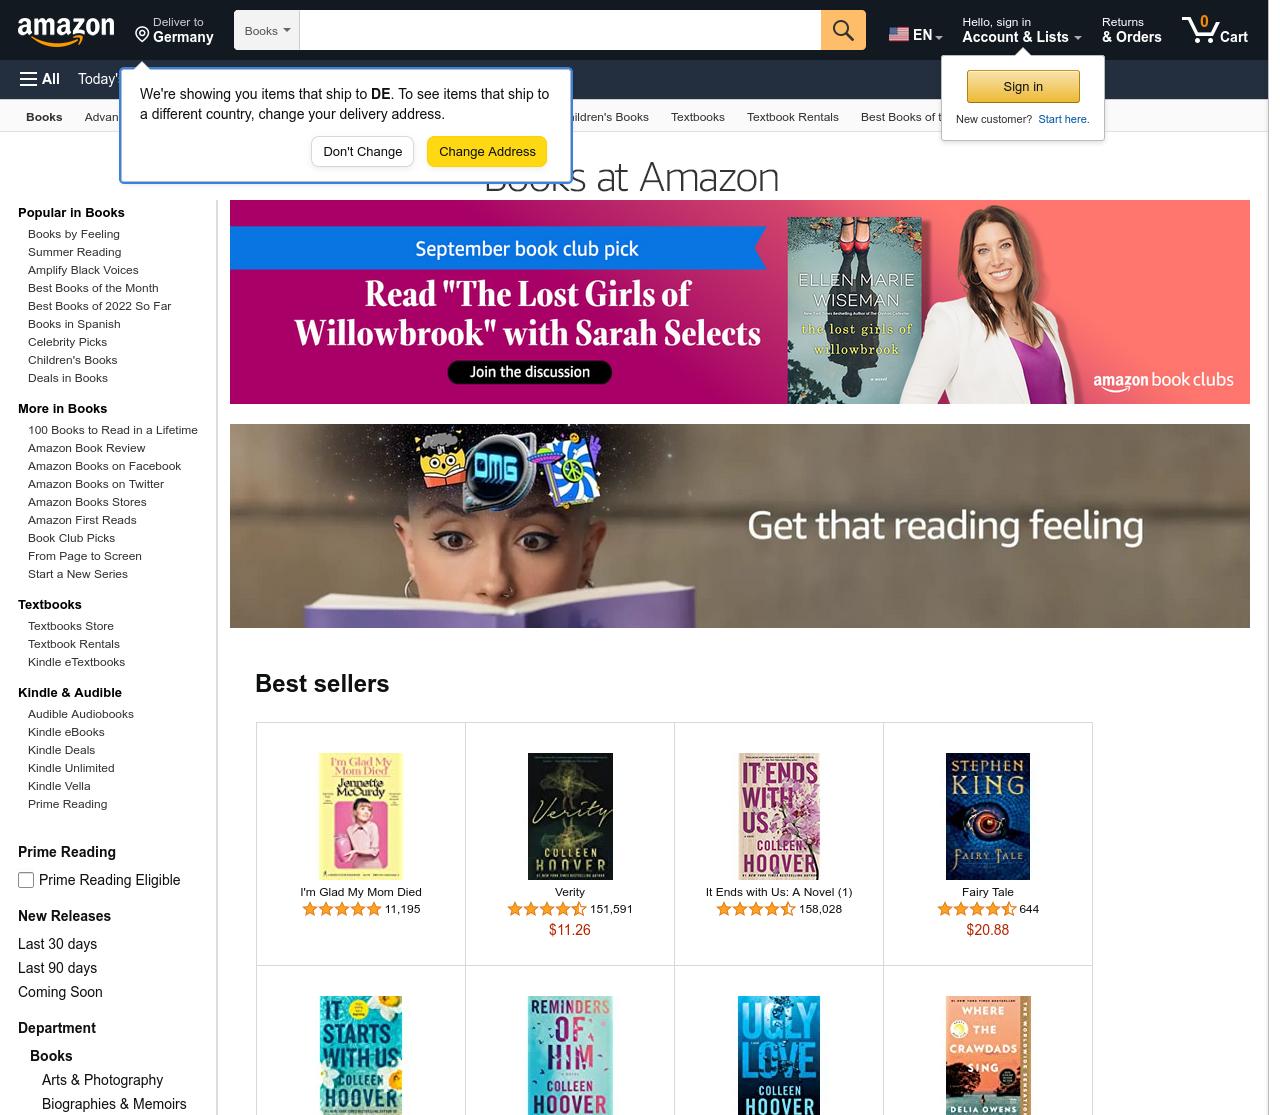 amazon
Deliver to
Germany
Books
EN
Hello, sign in
Account & Lists
Returns
& Orders
0
Cart
All
Today'
We're showing you items that ship to DE. To see items that ship to
a different country, change your delivery address.
Don't Change
Change Address
Sign in
New customer? Start here.
Books
Advan
ildren's Books
Textbooks
Textbook Rentals
Best Books of t
Books at Amazon
Popular in Books
Books by Feeling
Summer Reading
Amplify Black Voices
Best Books of the Month
Best Books of 2022 So Far
Books in Spanish
Celebrity Picks
Children's Books
Deals in Books
More in Books
100 Books to Read in a Lifetime
Amazon Book Review
Amazon Books on Facebook
Amazon Books on Twitter
Amazon Books Stores
Amazon First Reads
Book Club Picks
From Page to Screen
Start a New Series
Textbooks
Textbooks Store
Textbook Rentals
Kindle eTextbooks
Kindle & Audible
Audible Audiobooks
Kindle eBooks
Kindle Deals
Kindle Unlimited
Kindle Vella
Prime Reading
Prime Reading
Prime Reading Eligible
New Releases
Last 30 days
Last 90 days
Coming Soon
Department
Books
Arts & Photography
Biographies & Memoirs
September book club pick
Read "The Lost Girls of
Willowbrook" with Sarah Selects
Join the discussion
ELLEN MARIE
WISEMAN
the lost girls of
willowbrook
a novel
amazon book clubs
OMG
Get that reading feeling
Best sellers
I'm Glad My
Mom Died
Jennette
McCurdy
I'm Glad My Mom Died
11,195
Verity
COLLEEN
HOOVER
Verity
151,591
$11.26
IT ENDS
WITH
US
COLLEEN
HOOVER
It Ends with Us: A Novel (1)
158,028
STEPHEN
KING
FAIRY TALE
Fairy Tale
644
$20.88
IT
STARTS
WITH US
COLLEEN
HOOVER
REMINDERS
OF
HIM
COLLEEN
HOOVER
UGLY
LOVE
COLLEEN
HOOVER
WHERE
THE
CRAWDADS
SING
DELIA OWENS